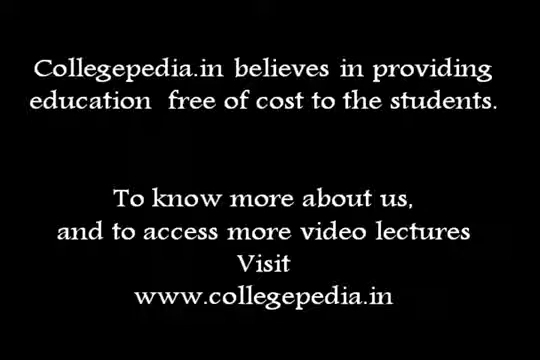 Collegepedia.in believes in providing
education free of cost to the students.
To know more about us,
and to access more video lectures
Visit
www.collegepedia.in